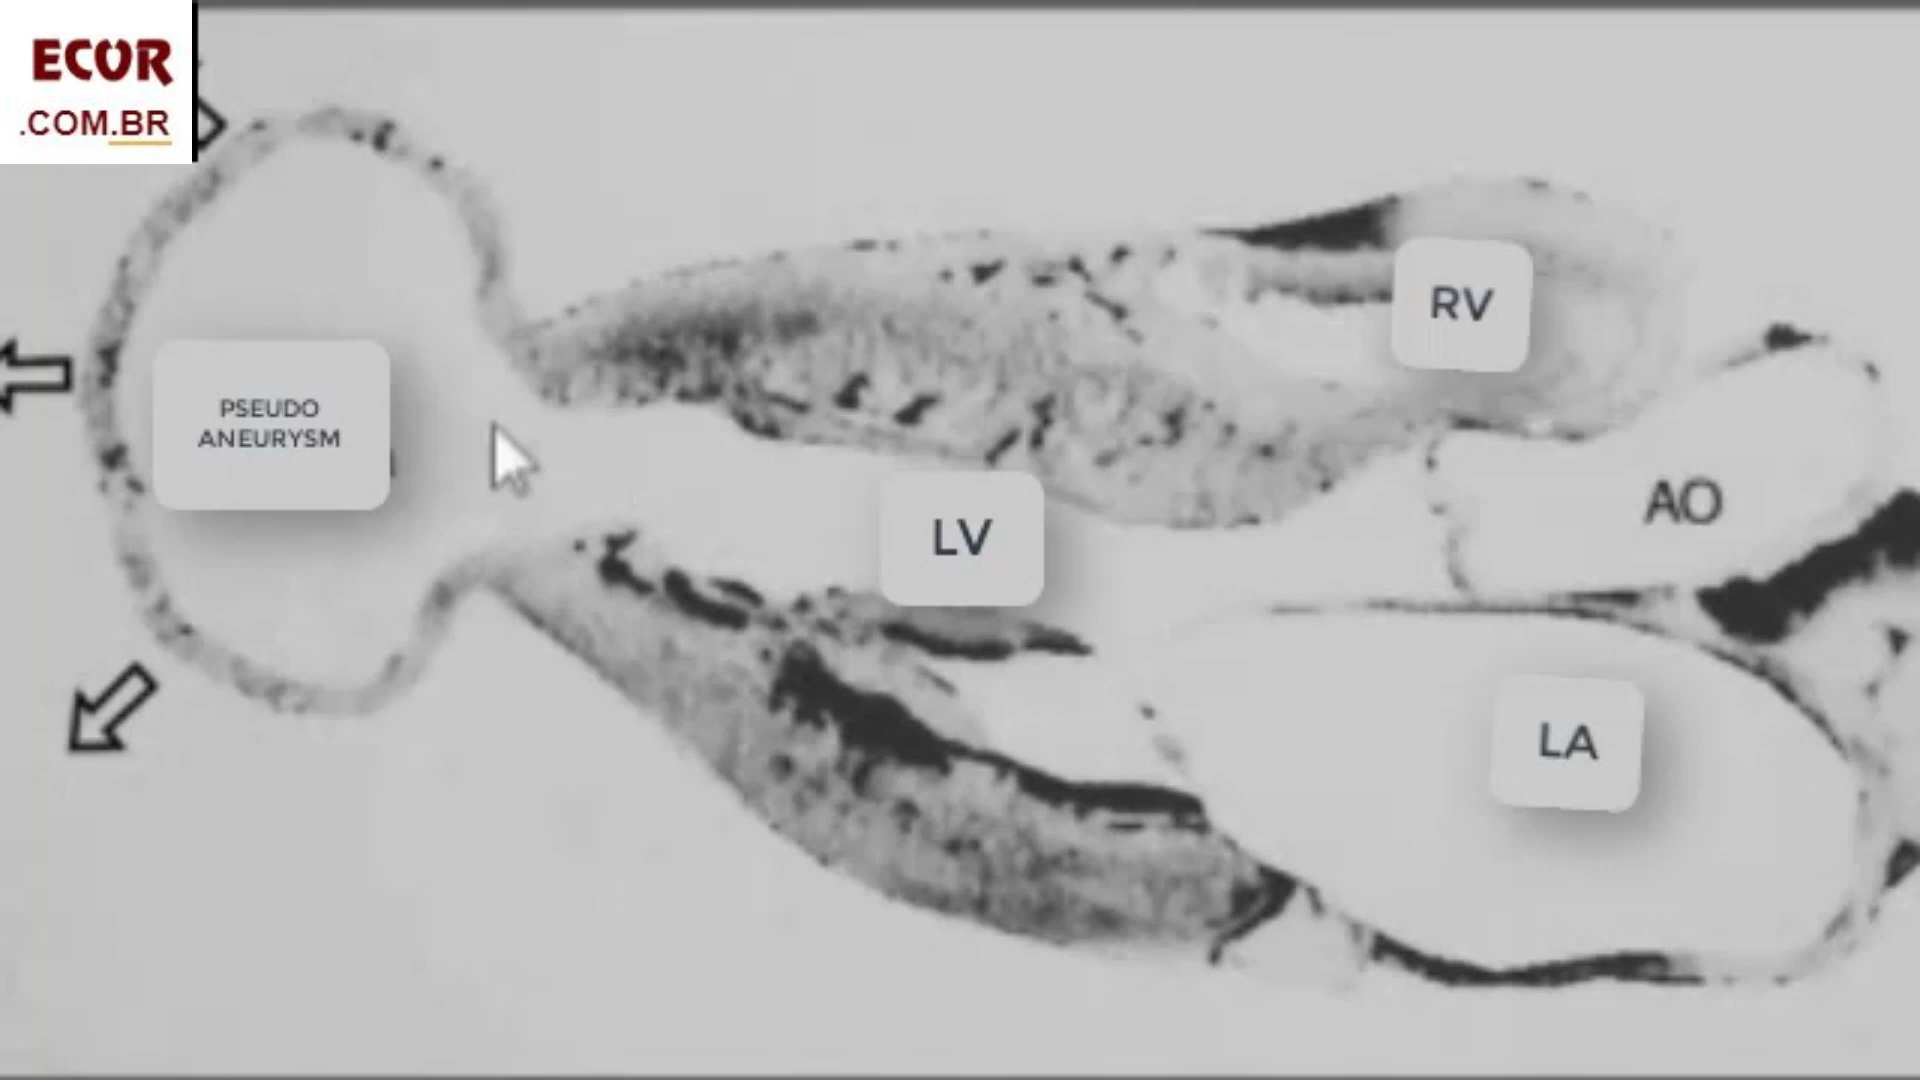 ECOR
.COM.BR
RV
PSEUDO
ANEURYSM
AO
LV
LA